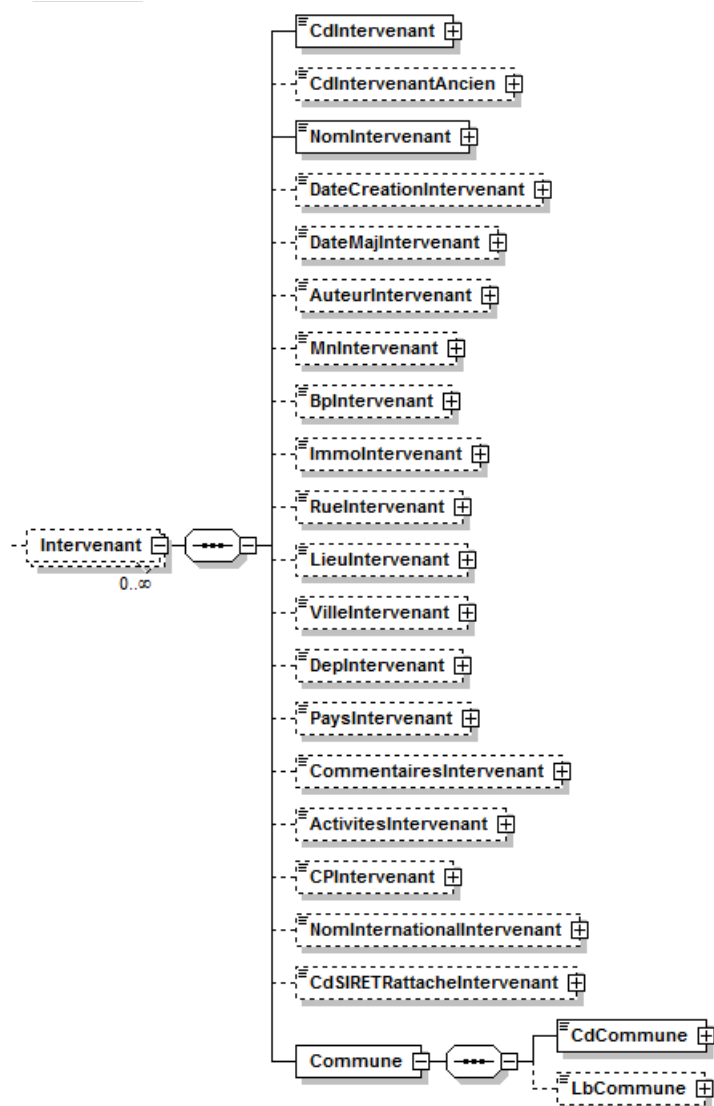 CdIntervenant
CdIntervenantAncien
NomIntervenant
DateCreationIntervenant
DateMajIntervenant
AuteurIntervenant
MnIntervenant
BpIntervenant
ImmoIntervenant
RueIntervenant
Intervenant
0..∞
LieuIntervenant
VilleIntervenant
DepIntervenant
PaysIntervenant
CommentairesIntervenant
ActivitesIntervenant
CPIntervenant
NomInternationalIntervenant
CdSIRETRattacheIntervenant
Commune
CdCommune
LbCommune